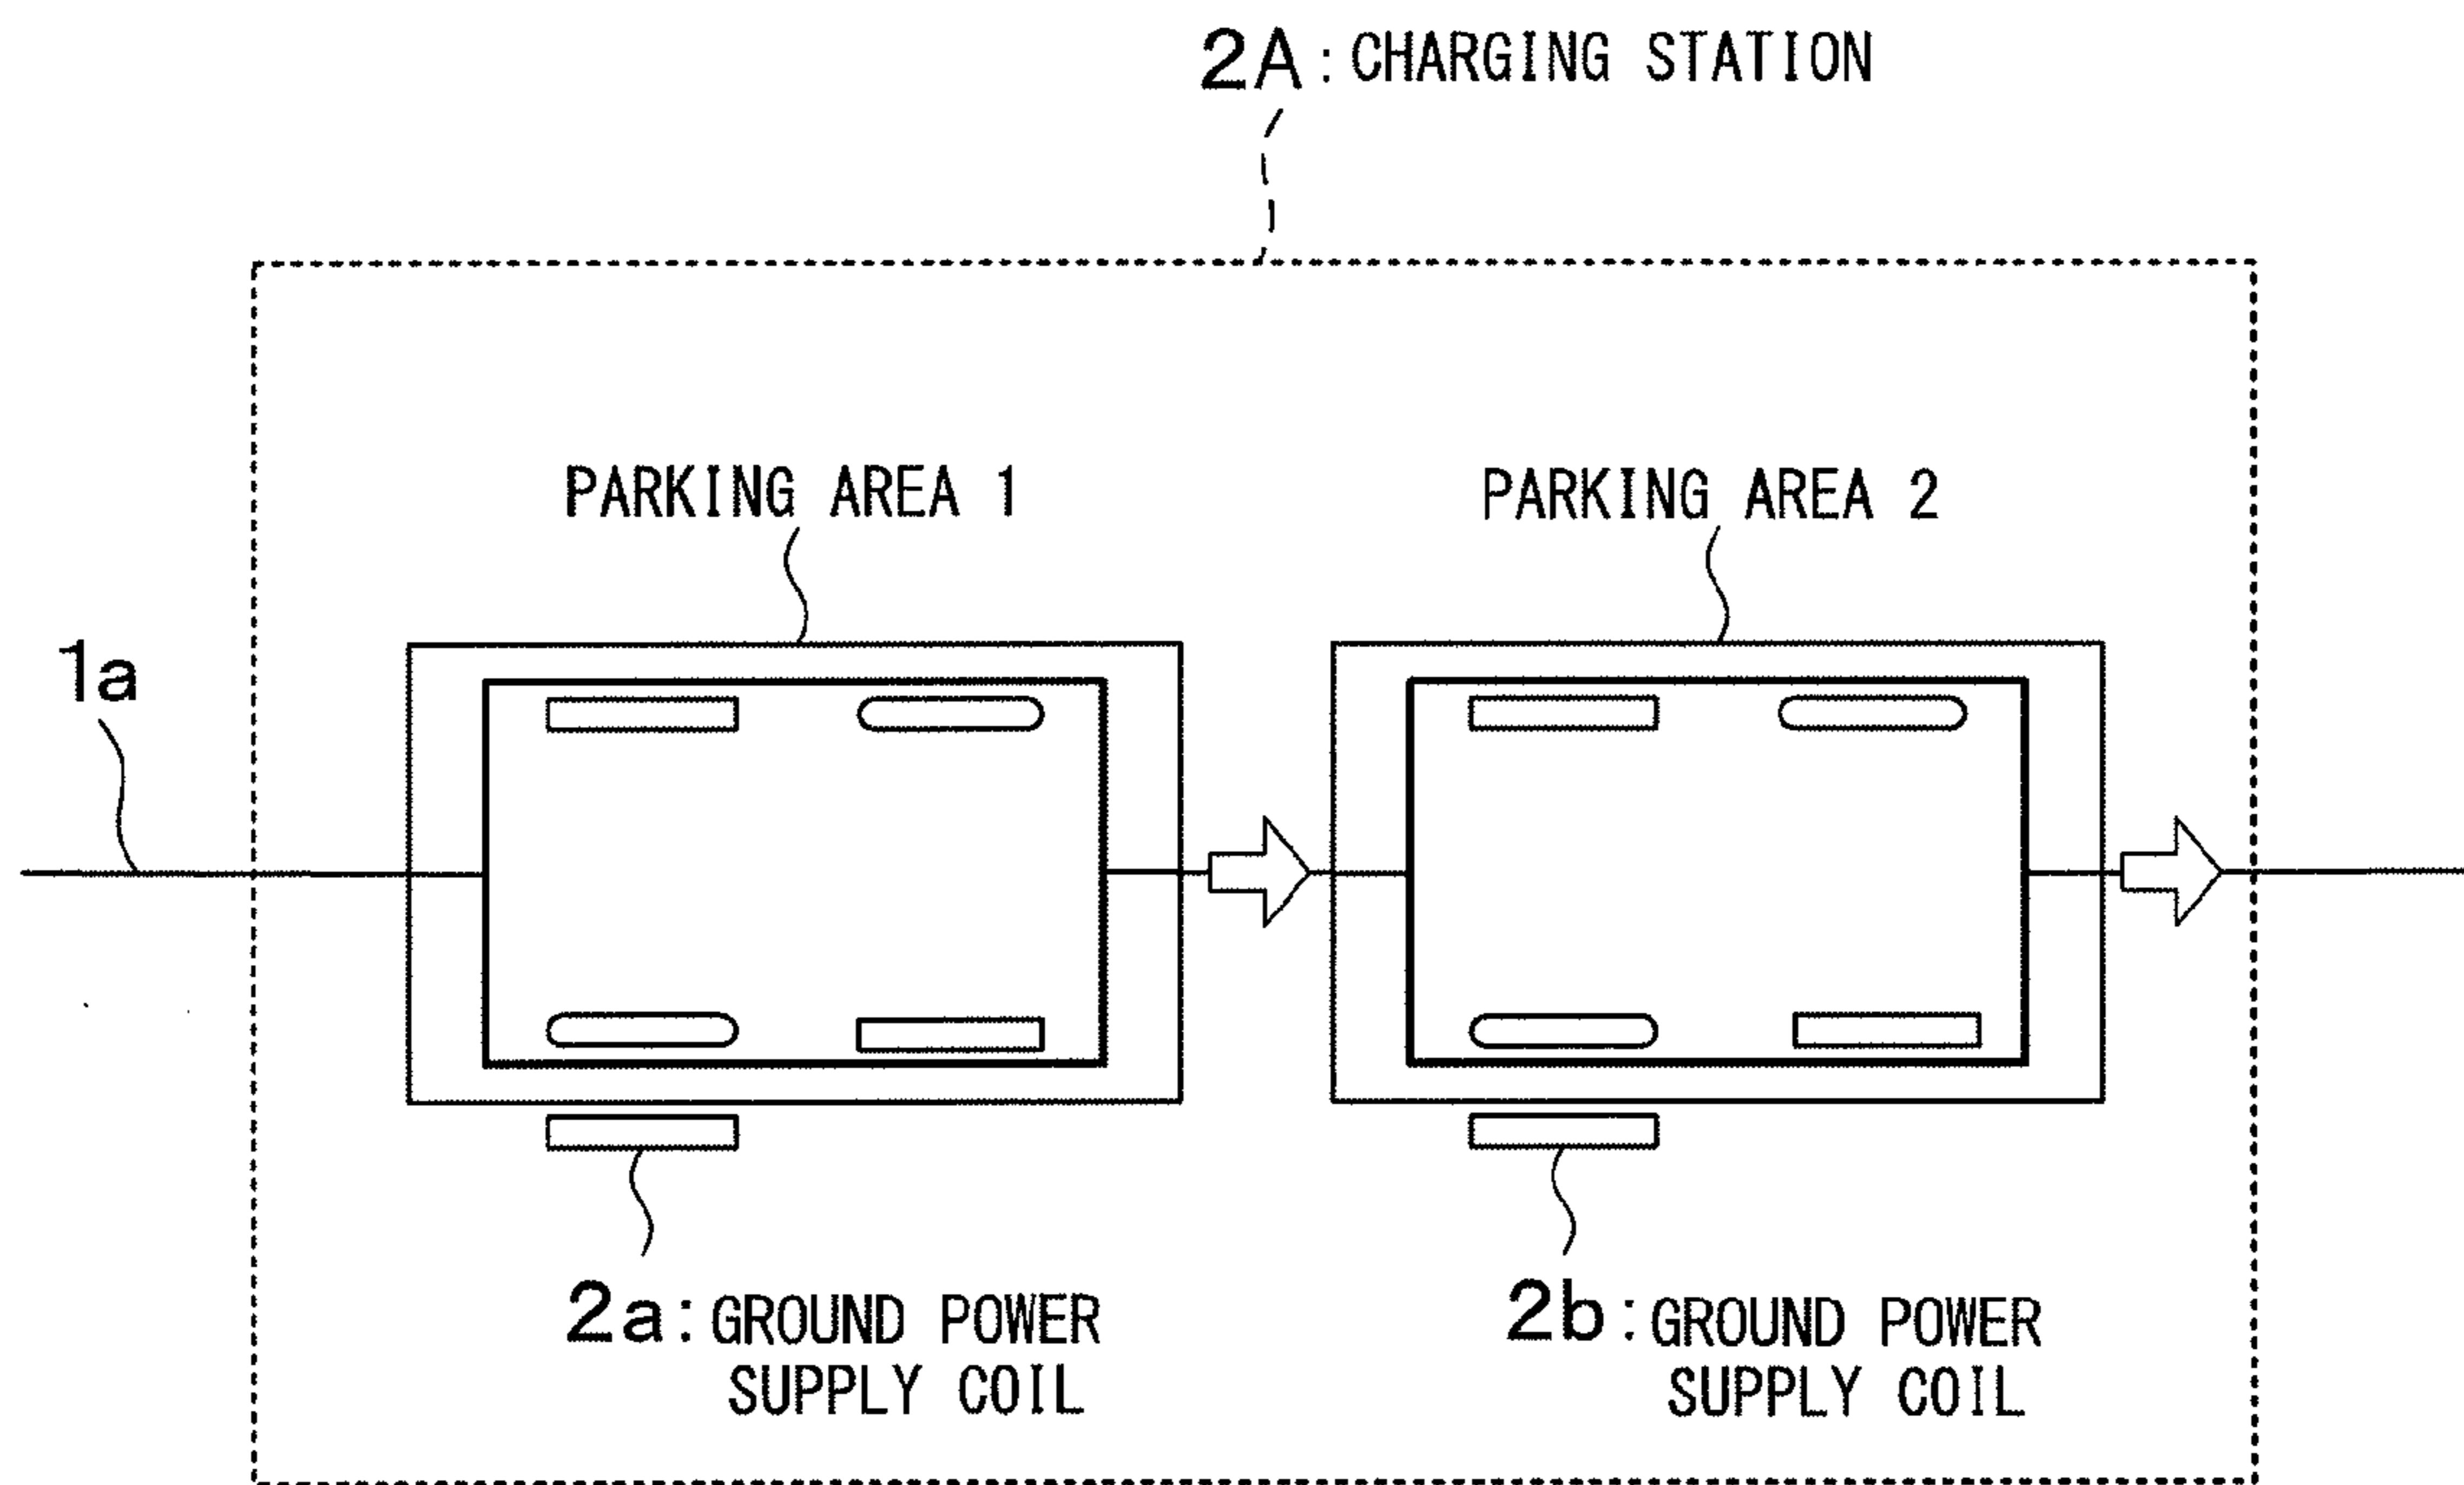 2A: CHARGING STATION
PARKING AREA 1
PARKING AREA 2
1a
2a: GROUND POWER
SUPPLY COIL
2b: GROUND POWER
SUPPLY COIL